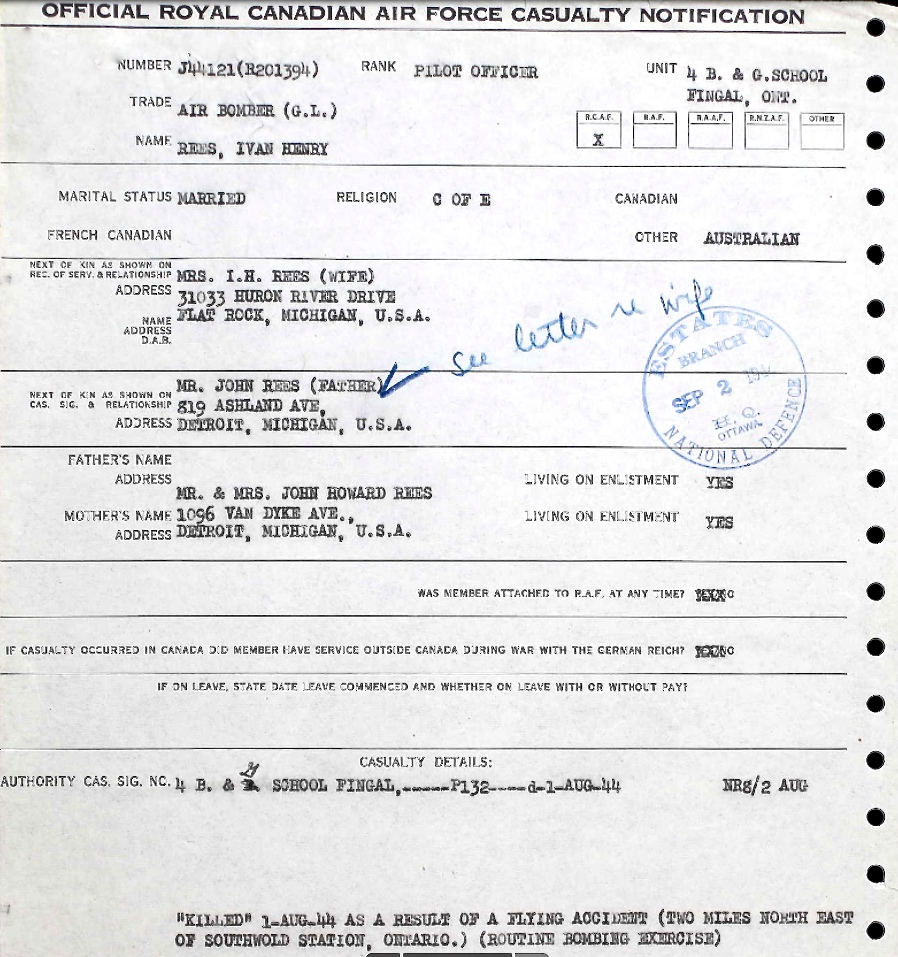 OFFICIAL ROYAL CANADIAN AIR FORCE CASUALTY NOTIFICATION
NUMBER J44121(R201394) RANK PILOT OFFICER UNIT 4 B. & G.SCHOOL
FINGAL, ONT.
TRADE AIR BOMBER (G.L.)
R.C.A.F. R.A.F. R.A.A.F. R.N.Z.A.F. OTHER
X
NAME REES, IVAN HENRY
MARITAL STATUS MARRIED RELIGION C OF E CANADIAN
FRENCH CANADIAN OTHER AUSTRALIAN
NEXT OF KIN AS SHOWN ON
REC. OF SERV. & RELATIONSHIP MRS. I.H. REES (WIFE)
ADDRESS 31033 HURON RIVER DRIVE
NAME FLAT ROCK, MICHIGAN, U.S.A.
ADDRESS
D.A.B.
see letter re wife
ESTATES
BRANCH
SEP 2
H.Q.
OTTAWA
NATIONAL DEFENCE
MR. JOHN REES (FATHER)
NEXT OF KIN AS SHOWN ON
CAS. SIG. & RELATIONSHIP 819 ASHLAND AVE,
ADDRESS DETROIT, MICHIGAN, U.S.A.
FATHER'S NAME
ADDRESS LIVING ON ENLISTMENT YES
MR. & MRS. JOHN HOWARD REES
MOTHER'S NAME 1096 VAN DYKE AVE., LIVING ON ENLISTMENT YES
ADDRESS DETROIT, MICHIGAN, U.S.A.
WAS MEMBER ATTACHED TO R.A.F. AT ANY TIME? NO
IF CASUALTY OCCURRED IN CANADA DID MEMBER HAVE SERVICE OUTSIDE CANADA DURING WAR WITH THE GERMAN REICH? NO
IF ON LEAVE, STATE DATE LEAVE COMMENCED AND WHETHER ON LEAVE WITH OR WITHOUT PAY?
CASUALTY DETAILS:
AUTHORITY CAS. SIG. NO. 4 B. & G SCHOOL FINGAL,-----P132----d-1-AUG-44 NR8/2 AUG
"KILLED" 1-AUG-44 AS A RESULT OF A FLYING ACCIDENT (TWO MILES NORTH EAST
OF SOUTHWOLD STATION, ONTARIO.) (ROUTINE BOMBING EXERCISE)